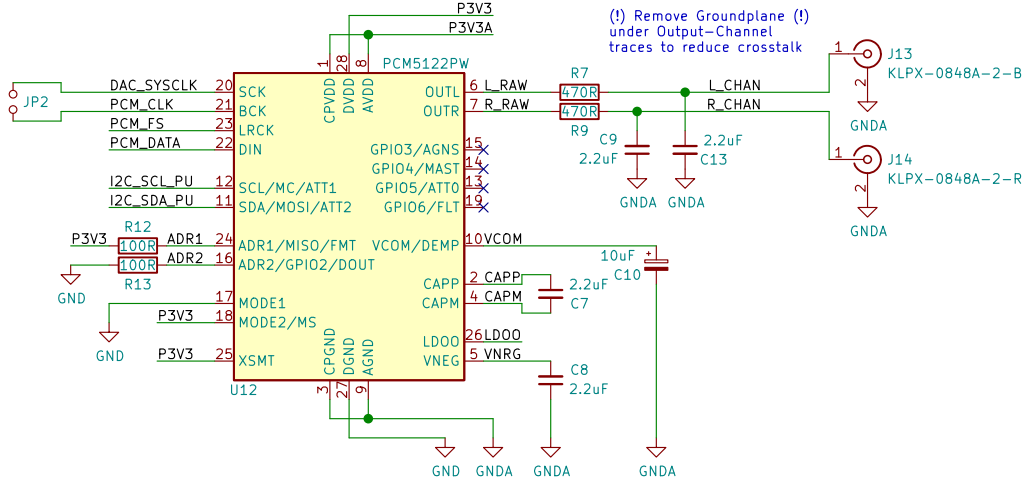 P3V3
P3V3A
(!) Remove Groundplane (!)
under Output-Channel
traces to reduce crosstalk
1
28
8
PCM5122PW
CPVDD
DVDD
AVDD
JP2
DAC_SYSCLK 20 SCK
PCM_CLK 21 BCK
PCM_FS 23 LRCK
PCM_DATA 22 DIN
I2C_SCL_PU 12 SCL/MC/ATT1
I2C_SDA_PU 11 SDA/MOSI/ATT2
P3V3 R12 100R ADR1 24 ADR1/MISO/FMT
100R R13 ADR2 16 ADR2/GPIO2/DOUT
GND
17 MODE1
P3V3 18 MODE2/MS
GND
P3V3 25 XSMT
OUTL 6 L_RAW R7 470R L_CHAN
OUTR 7 R_RAW 470R R9 R_CHAN
GPIO3/AGNS 15
GPIO4/MAST 14
GPIO5/ATT0 13
GPIO6/FLT 19
VCOM/DEMP 10 VCOM
CAPP 2 CAPP
CAPM 4 CAPM
LDOO 26 LDOO
VNEG 5 VNRG
C9
2.2uF
GNDA
2.2uF
C13
GNDA
1 J13
KLPX-0848A-2-B
2
GNDA
1 J14
KLPX-0848A-2-R
2
GNDA
10uF
C10
2.2uF
C7
C8
2.2uF
CPGND
DGND
AGND
U12
3
27
9
GND
GNDA
GNDA
GNDA